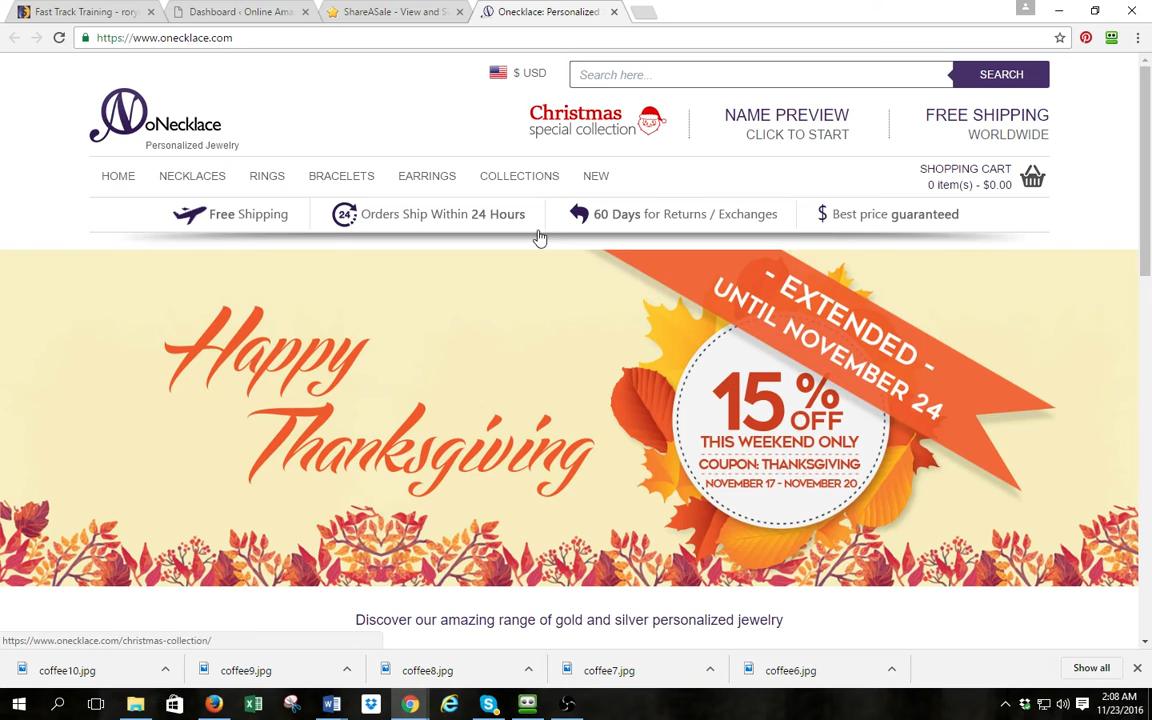 Fast Track Training - rory
Dashboard ‹ Online Ama
ShareASale - View and S
Onecklace: Personalized
https://www.onecklace.com
$ USD
Search here...
SEARCH
oNecklace
Personalized Jewelry
Christmas
special collection
NAME PREVIEW
CLICK TO START
FREE SHIPPING
WORLDWIDE
HOME
NECKLACES
RINGS
BRACELETS
EARRINGS
COLLECTIONS
NEW
SHOPPING CART
0 item(s) - $0.00
Free Shipping
24
Orders Ship Within 24 Hours
60 Days for Returns / Exchanges
$ Best price guaranteed
Happy
Thanksgiving
- EXTENDED -
UNTIL NOVEMBER 24
15% OFF
THIS WEEKEND ONLY
COUPON: THANKSGIVING
NOVEMBER 17 - NOVEMBER 20
Discover our amazing range of gold and silver personalized jewelry
https://www.onecklace.com/christmas-collection/
coffee10.jpg
coffee9.jpg
coffee8.jpg
coffee7.jpg
coffee6.jpg
Show all
2:08 AM
11/23/2016